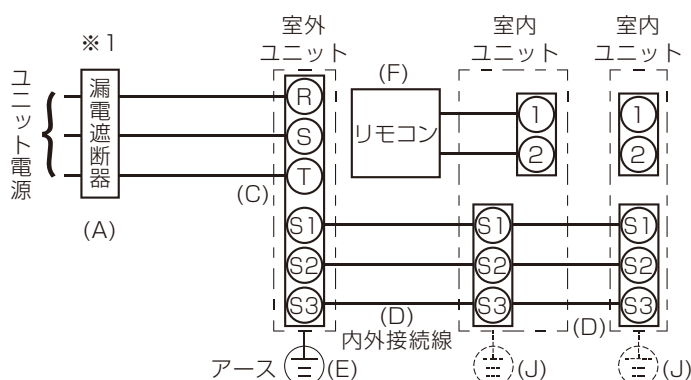 ※1
室外
ユニット
室内
ユニット
室内
ユニット
ユニット電源
漏電遮断器
(A)
R
S
T
(C)
(F)
リモコン
1
2
1
2
S1
S2
S3
S1
S2
S3
S1
S2
S3
(D)
内外接続線
(D)
アース
(E)
(J)
(J)